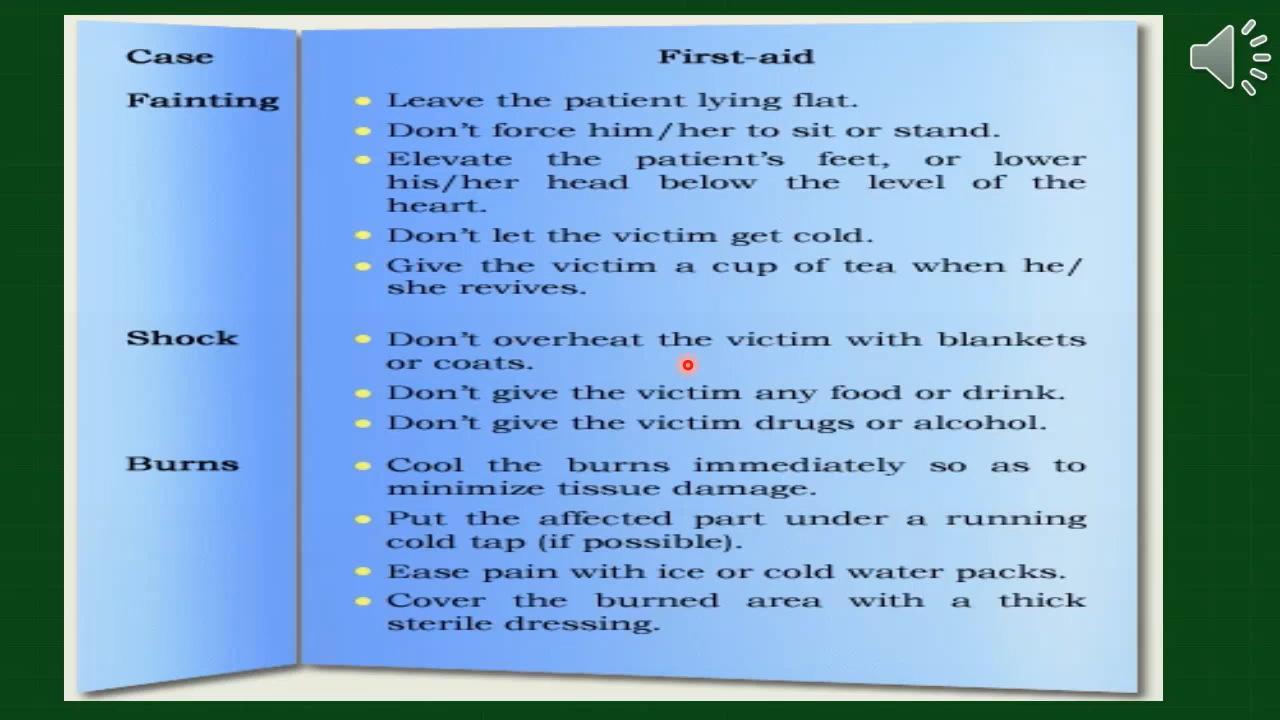 Case First-aid
Fainting • Leave the patient lying flat.
• Don't force him/her to sit or stand.
• Elevate the patient's feet, or lower
his/her head below the level of the
heart.
• Don't let the victim get cold.
• Give the victim a cup of tea when he/
she revives.
Shock • Don't overheat the victim with blankets
or coats.
• Don't give the victim any food or drink.
• Don't give the victim drugs or alcohol.
Burns • Cool the burns immediately so as to
minimize tissue damage.
• Put the affected part under a running
cold tap (if possible).
• Ease pain with ice or cold water packs.
• Cover the burned area with a thick
sterile dressing.